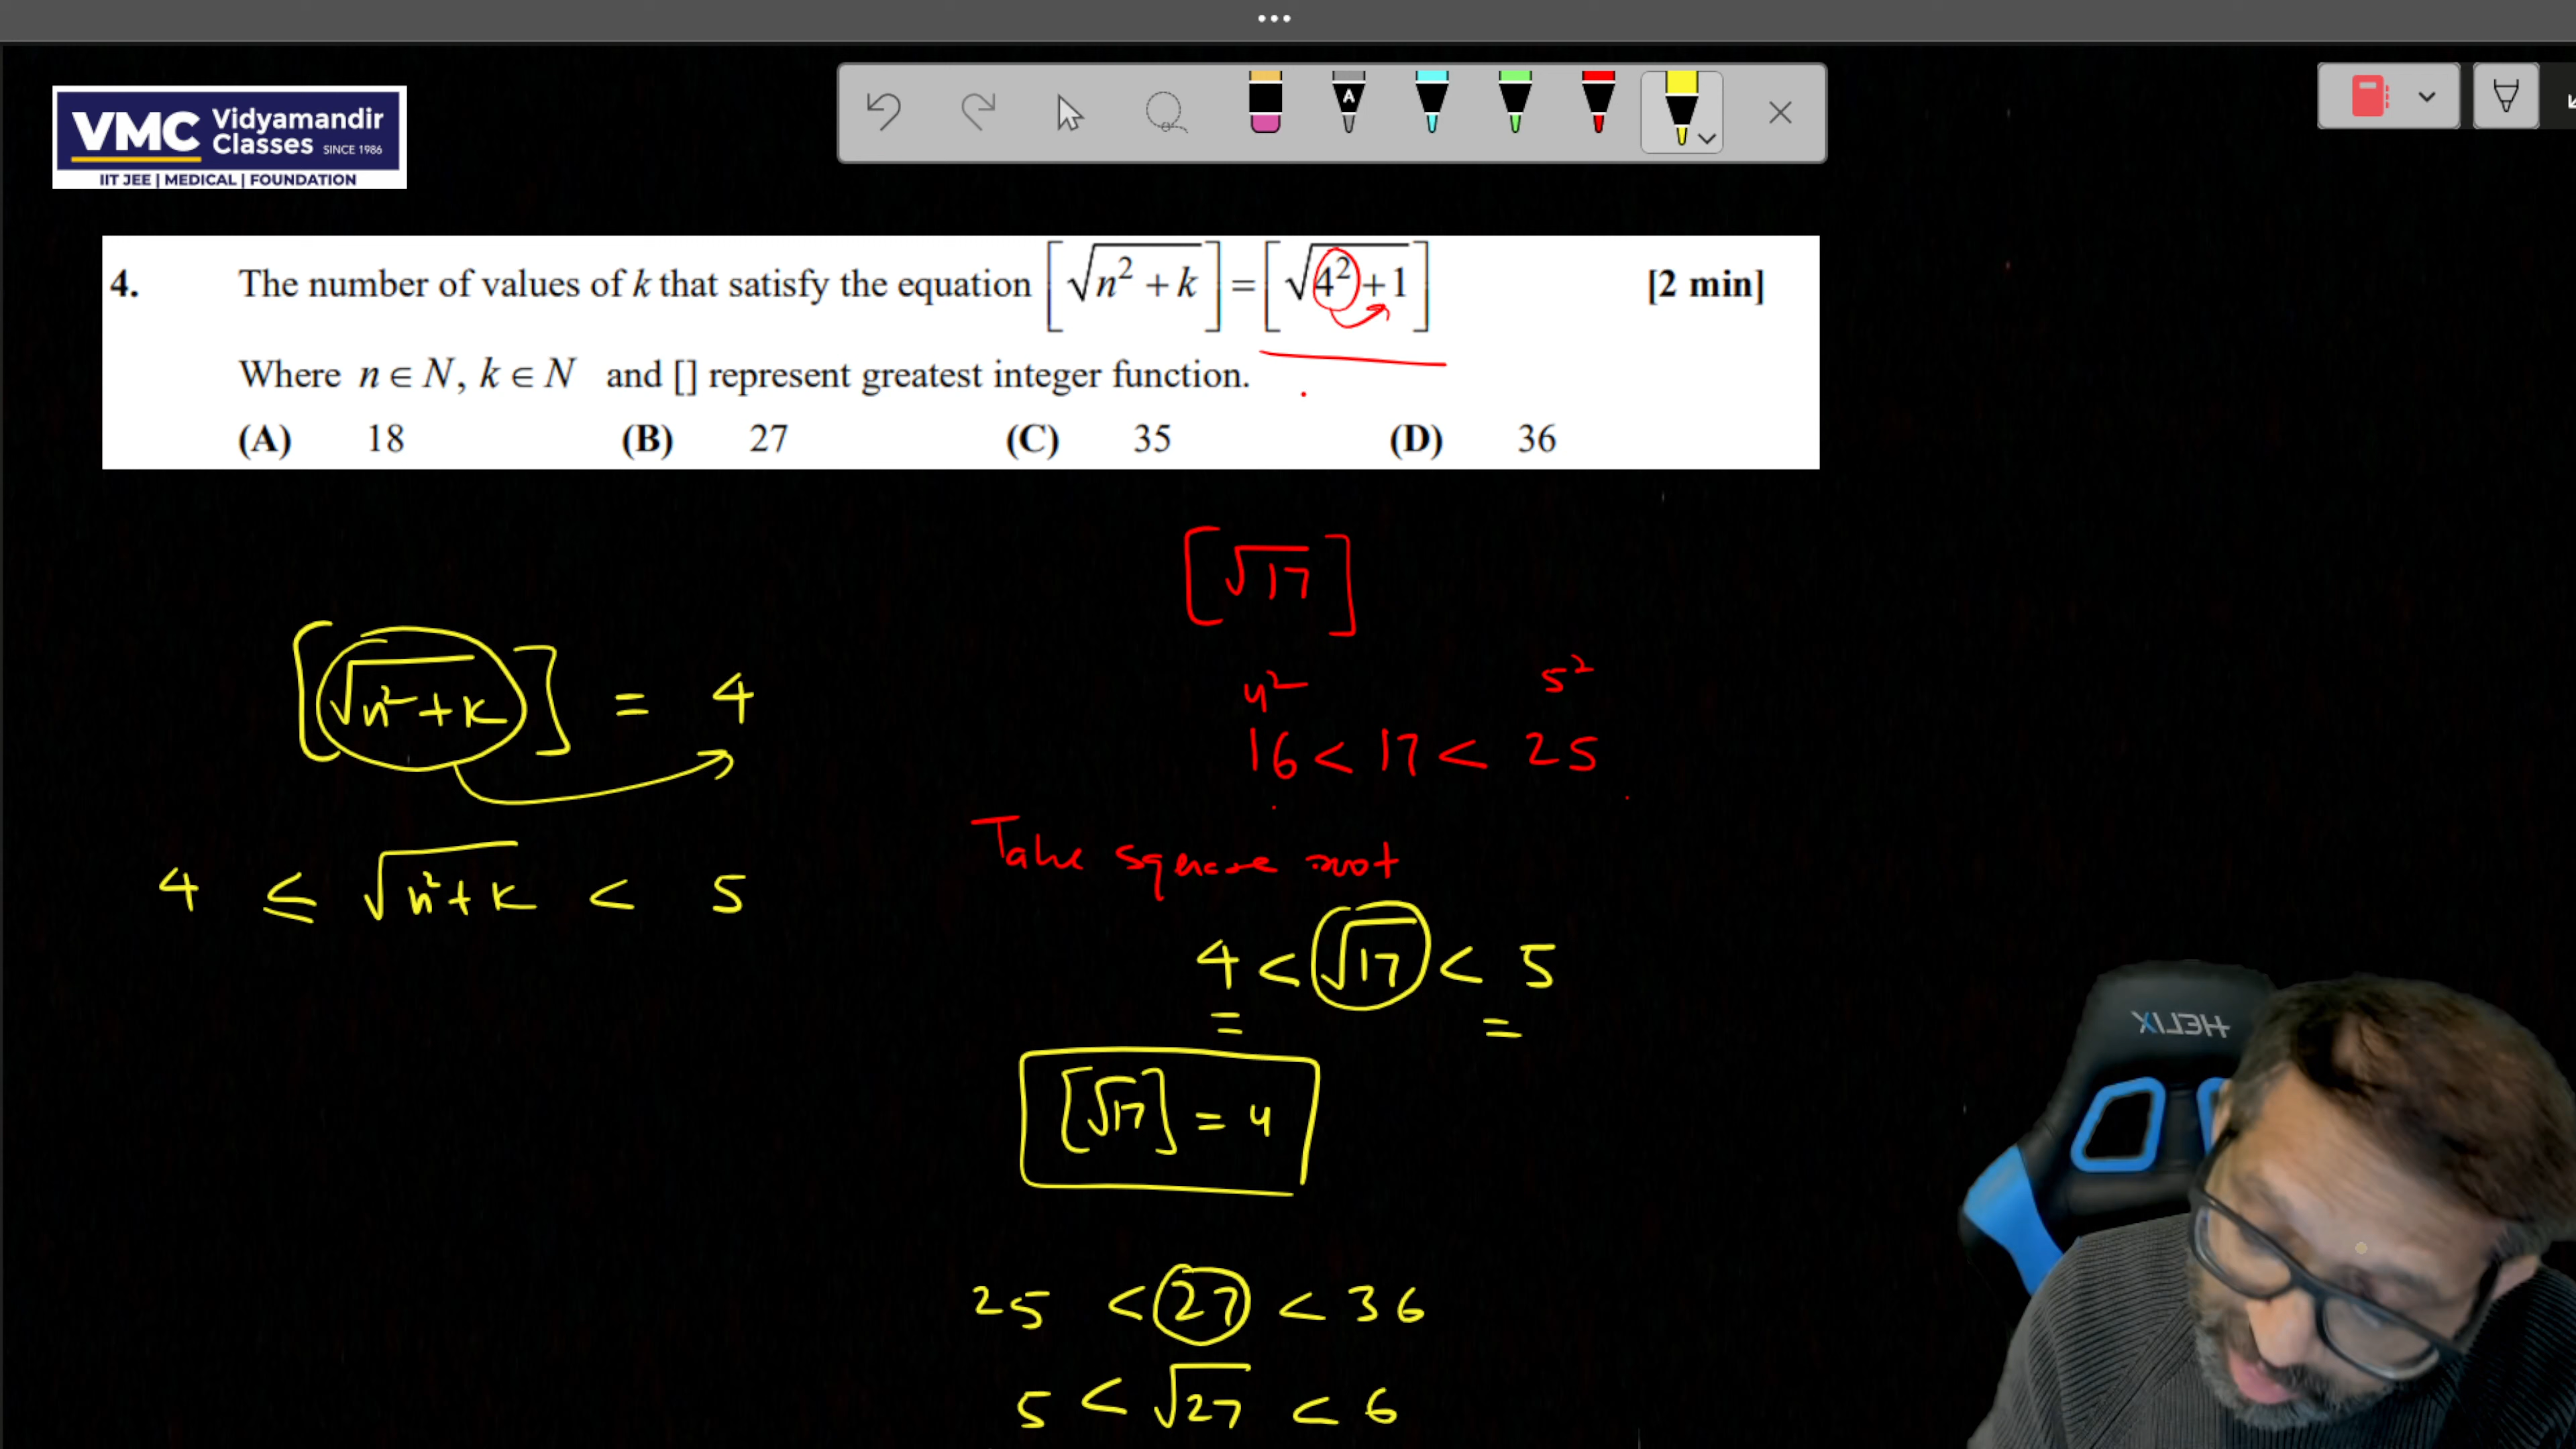 VMC Vidyamandir Classes SINCE 1986
IIT JEE | MEDICAL | FOUNDATION
A
4. The number of values of k that satisfy the equation [√(n² + k)] = [√(4² + 1)] [2 min]
Where n ∈ N, k ∈ N and [] represent greatest integer function.
(A) 18 (B) 27 (C) 35 (D) 36
[√17]
[√(n² + k)] = 4
4² 5²
16 < 17 < 25
Take square root
4 ≤ √(n² + k) < 5
4 < √17 < 5
= =
[√17] = 4
25 < 27 < 36
5 < √27 < 6
HELIX